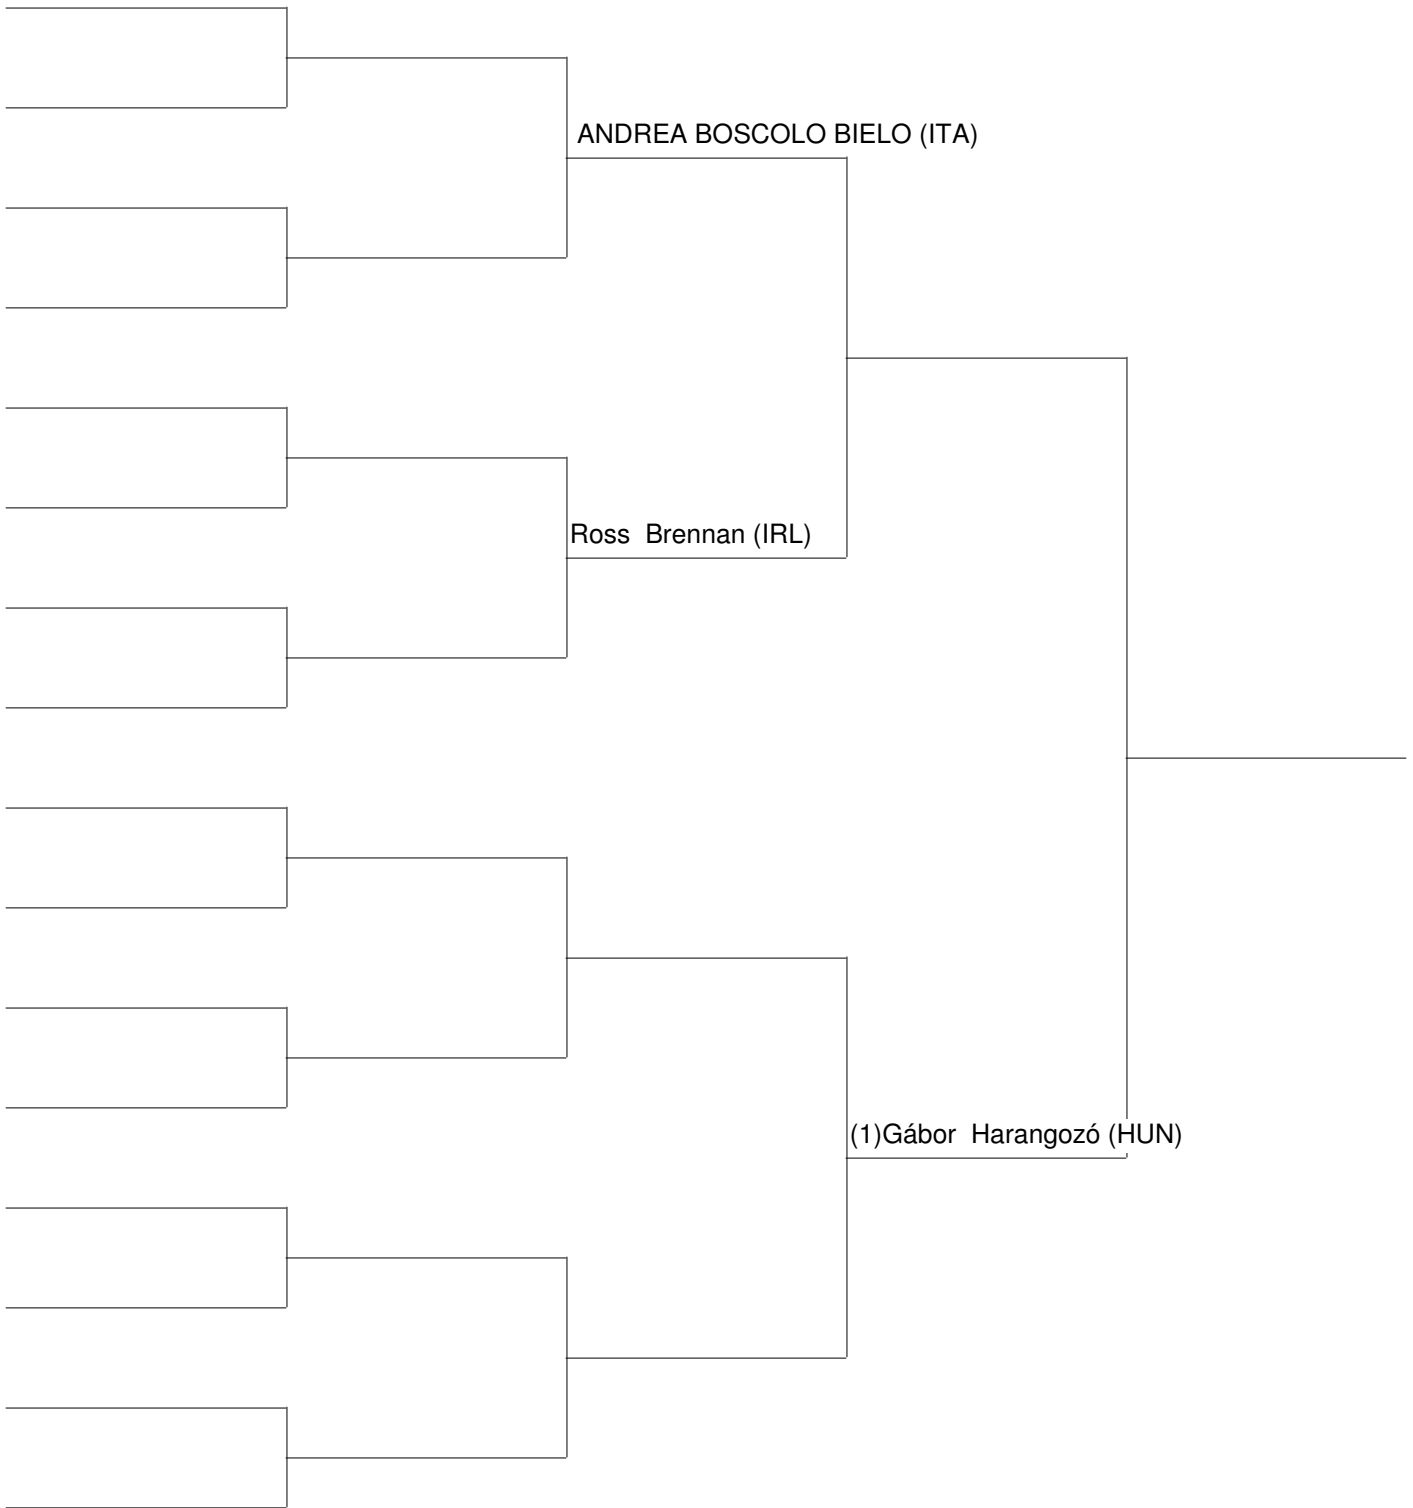 ANDREA BOSCOLO BIELO (ITA)
Ross  Brennan (IRL)
(1)Gábor  Harangozó (HUN)